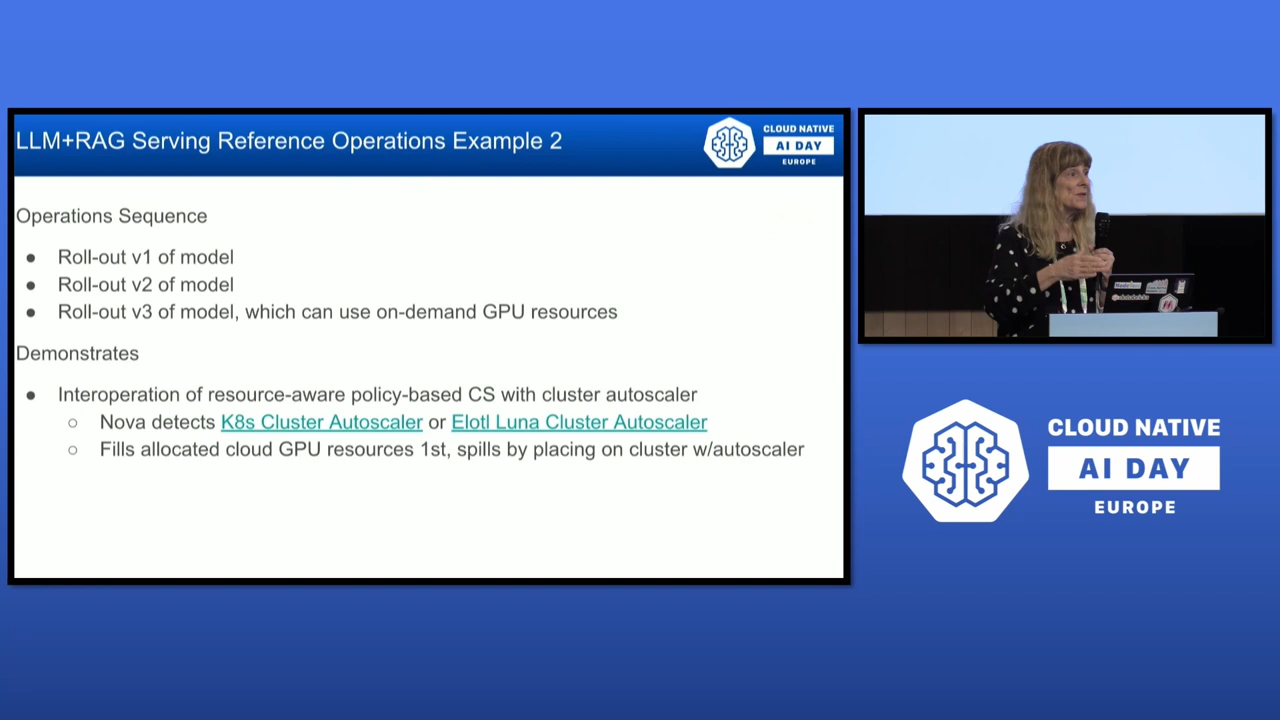 LLM+RAG Serving Reference Operations Example 2
CLOUD NATIVE
AI DAY
EUROPE
Operations Sequence
● Roll-out v1 of model
● Roll-out v2 of model
● Roll-out v3 of model, which can use on-demand GPU resources
Demonstrates
● Interoperation of resource-aware policy-based CS with cluster autoscaler
○ Nova detects K8s Cluster Autoscaler or Elotl Luna Cluster Autoscaler
○ Fills allocated cloud GPU resources 1st, spills by placing on cluster w/autoscaler
CLOUD NATIVE
AI DAY
EUROPE